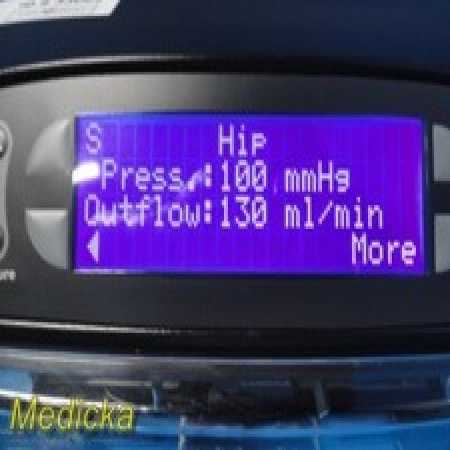 S Hip
Press.:100 mmHg
Outflow:130 ml/min
More
Medicka